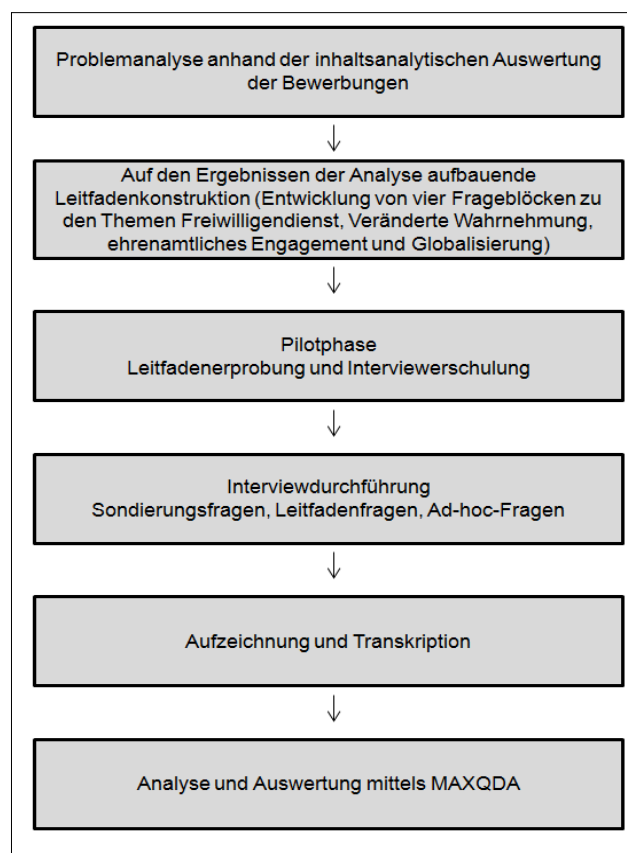 Problemanalyse anhand der inhaltsanalytischen Auswertung
der Bewerbungen
Auf den Ergebnissen der Analyse aufbauende
Leitfadenkonstruktion (Entwicklung von vier Frageblöcken zu
den Themen Freiwilligendienst, Veränderte Wahrnehmung,
ehrenamtliches Engagement und Globalisierung)
Pilotphase
Leitfadenerprobung und Interviewerschulung
Interviewdurchführung
Sondierungsfragen, Leitfadenfragen, Ad-hoc-Fragen
Aufzeichnung und Transkription
Analyse und Auswertung mittels MAXQDA